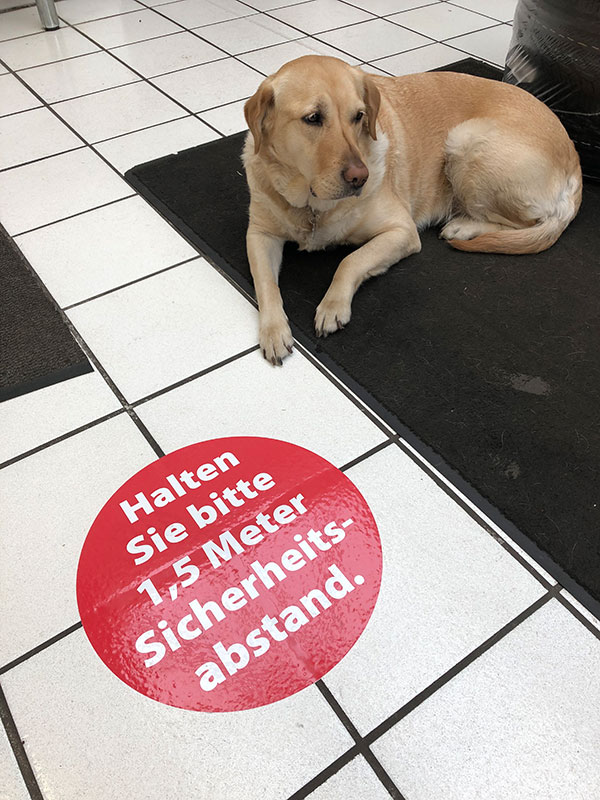 Halten
Sie bitte
1,5 Meter
Sicherheits-
abstand.